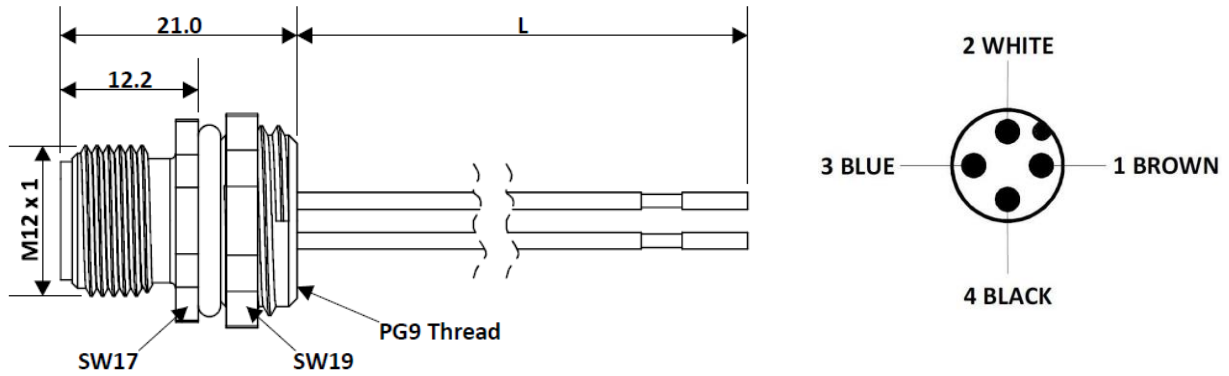 21.0
L
12.2
M12 x 1
PG9 Thread
SW17
SW19
2 WHITE
3 BLUE
1 BROWN
4 BLACK